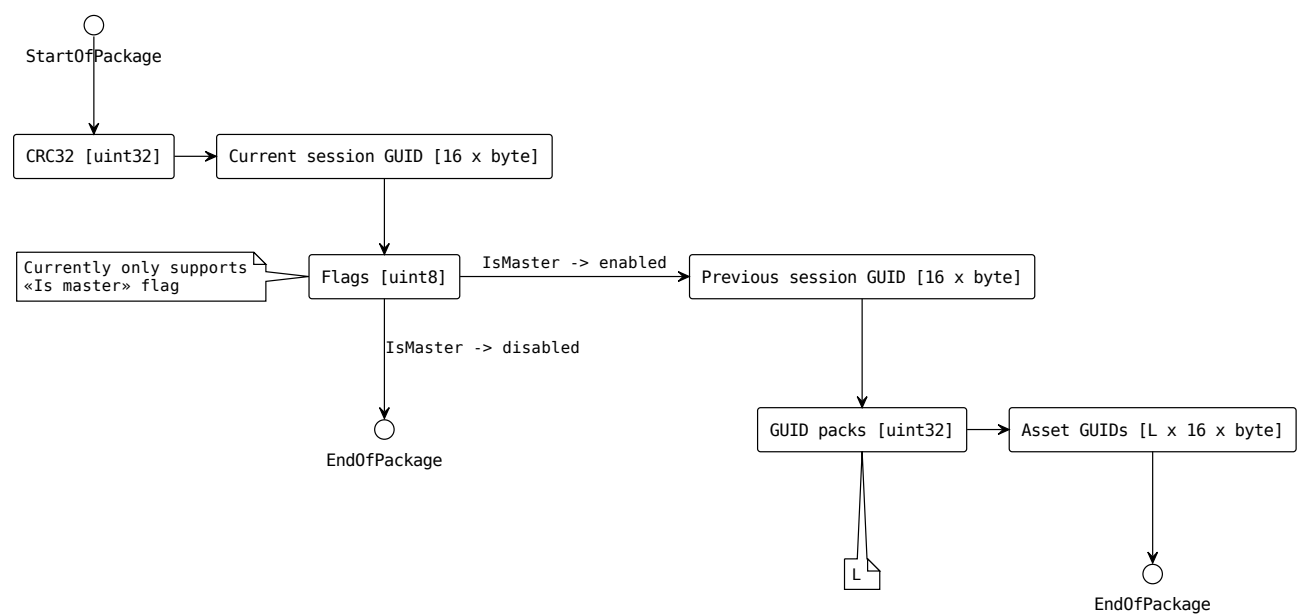 StartOfPackage
CRC32 [uint32]
Current session GUID [16 x byte]
Currently only supports
«Is master» flag
Flags [uint8]
IsMaster -> enabled
Previous session GUID [16 x byte]
IsMaster -> disabled
EndOfPackage
GUID packs [uint32]
Asset GUIDs [L x 16 x byte]
L
EndOfPackage